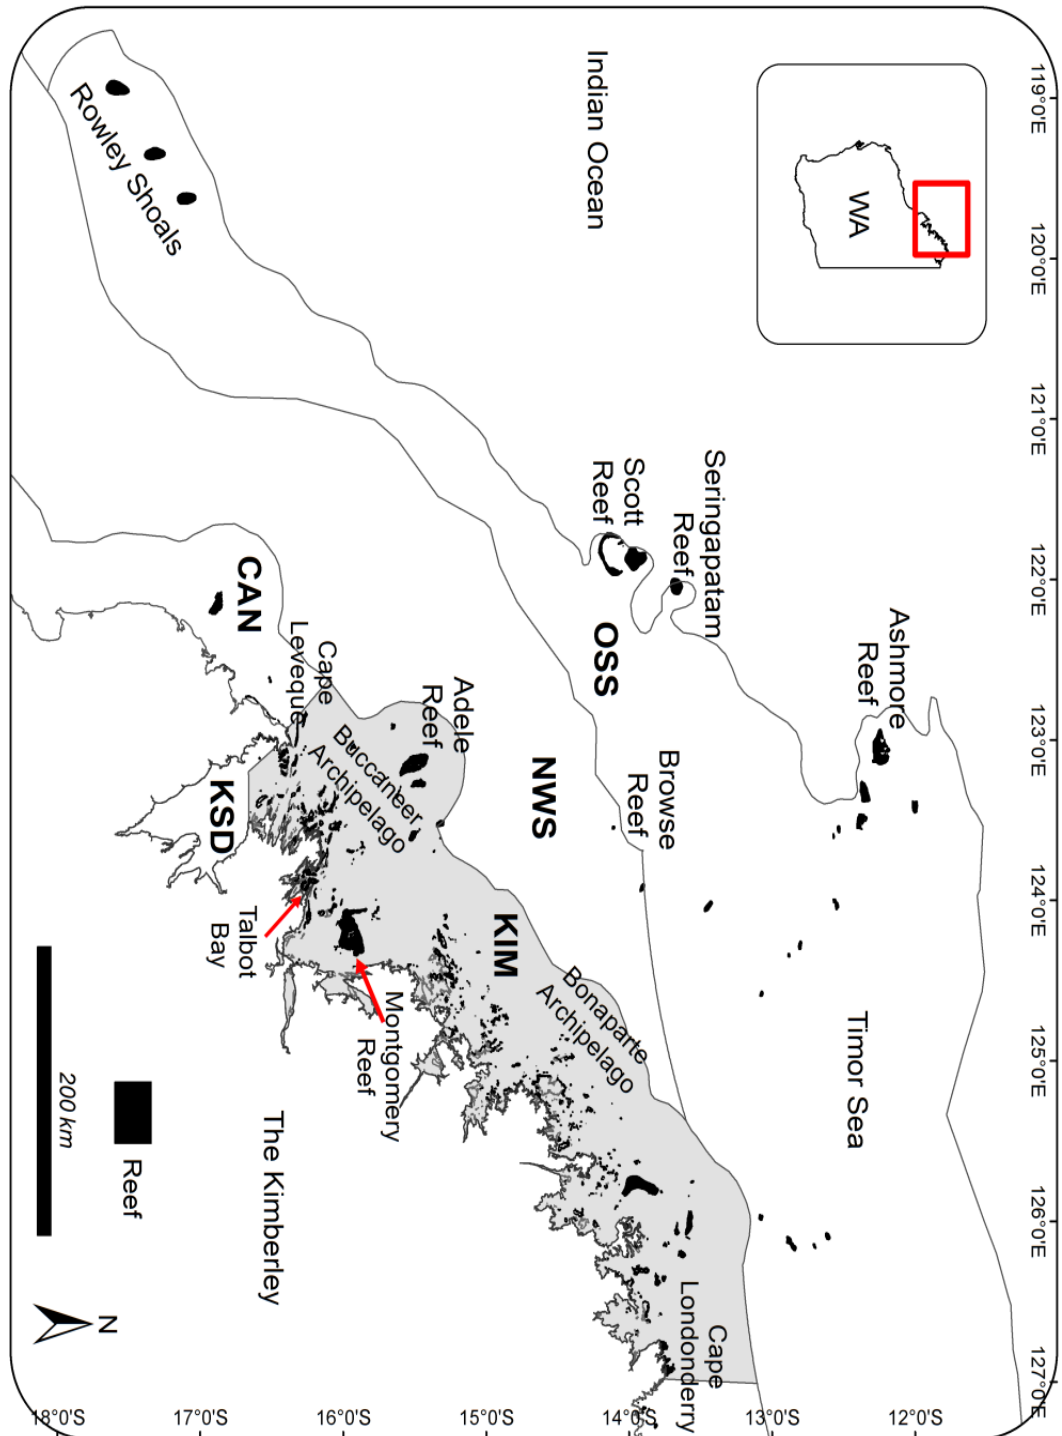 119°0'E
120°0'E
121°0'E
122°0'E
123°0'E
124°0'E
125°0'E
126°0'E
127°0'E
WA
Indian Ocean
Timor Sea
Ashmore
Reef
Seringapatam
Reef
Scott
Reef
OSS
Browse
Reef
NWS
Rowley Shoals
CAN
Cape
Leveque
Adele
Reef
Buccaneer
Archipelago
KIM
Bonaparte
Archipelago
Cape
Londonderry
KSD
Talbot
Bay
Montgomery
Reef
The Kimberley
Reef
200 km
N
12°0'S
13°0'S
14°0'S
15°0'S
16°0'S
17°0'S
18°0'S